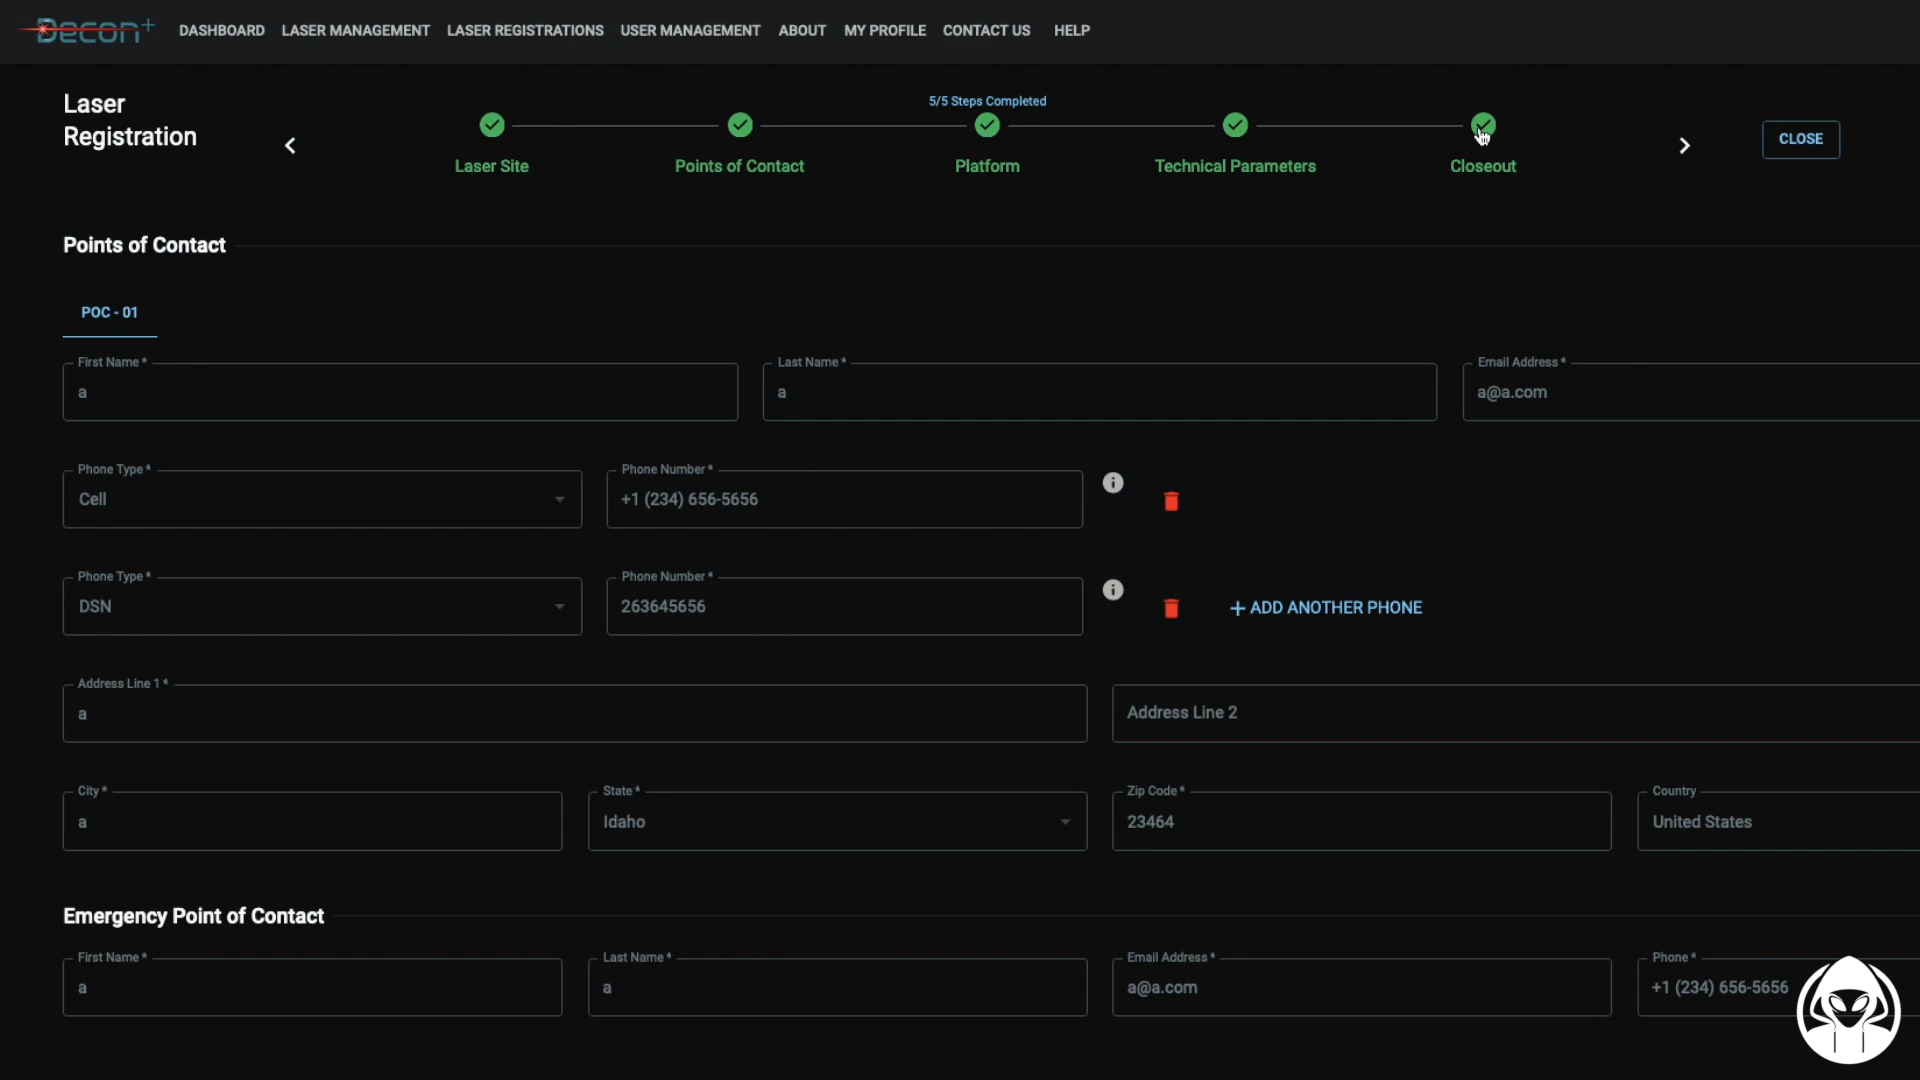 Decon+
DASHBOARD LASER MANAGEMENT LASER REGISTRATIONS USER MANAGEMENT ABOUT MY PROFILE CONTACT US HELP
Laser
Registration
5/5 Steps Completed
Laser Site Points of Contact Platform Technical Parameters Closeout
CLOSE
Points of Contact
POC - 01
First Name * Last Name * Email Address *
a a a@a.com
Phone Type * Phone Number *
Cell +1 (234) 656-5656
Phone Type * Phone Number *
DSN 263645656
+ ADD ANOTHER PHONE
Address Line 1 *
a Address Line 2
City * State * Zip Code * Country
a Idaho 23464 United States
Emergency Point of Contact
First Name * Last Name * Email Address * Phone *
a a a@a.com +1 (234) 656-5656